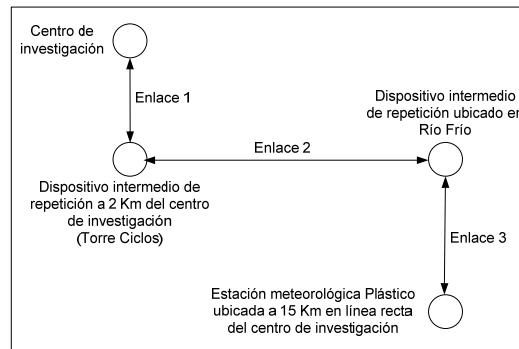 Centro de
investigación
Enlace 1
Dispositivo intermedio
de repetición ubicado en
Río Frío
Enlace 2
Dispositivo intermedio de
repetición a 2 Km del centro
de investigación
(Torre Ciclos)
Enlace 3
Estación meteorológica Plástico
ubicada a 15 Km en línea recta
del centro de investigación